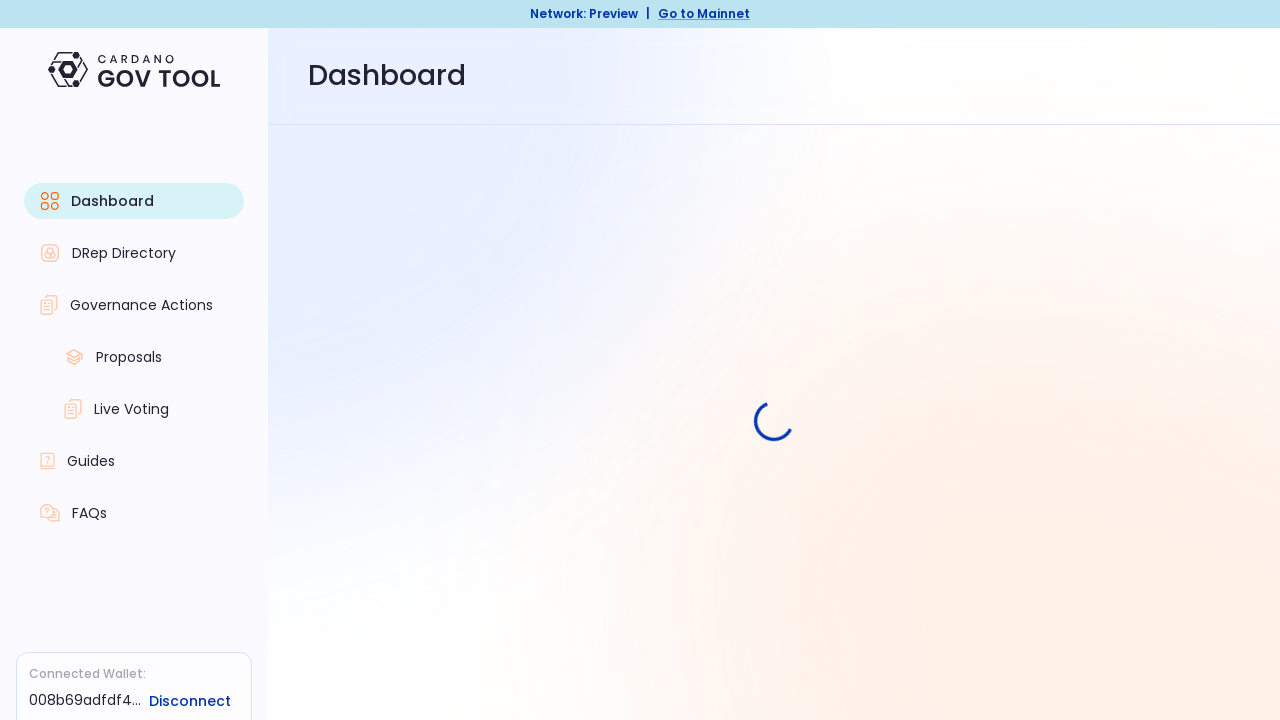 Network: Preview | Go to Mainnet
CARDANO
GOV TOOL
Dashboard
Dashboard
DRep Directory
Governance Actions
Proposals
Live Voting
Guides
FAQs
Connected Wallet:
008b69adfdf4... Disconnect